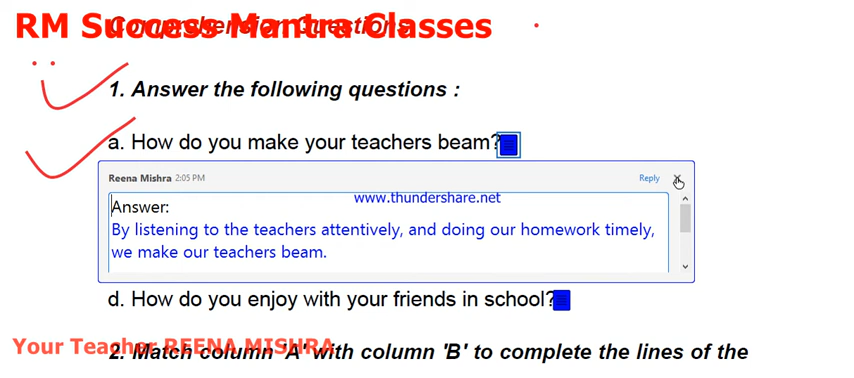 Comprehension Questions
RM Success Mantra Classes
1. Answer the following questions :
a. How do you make your teachers beam?
Reena Mishra 2:05 PM Reply
www.thundershare.net
Answer:
By listening to the teachers attentively, and doing our homework timely,
we make our teachers beam.
d. How do you enjoy with your friends in school?
Your Teacher REENA MISHRA
2. Match column 'A' with column 'B' to complete the lines of the